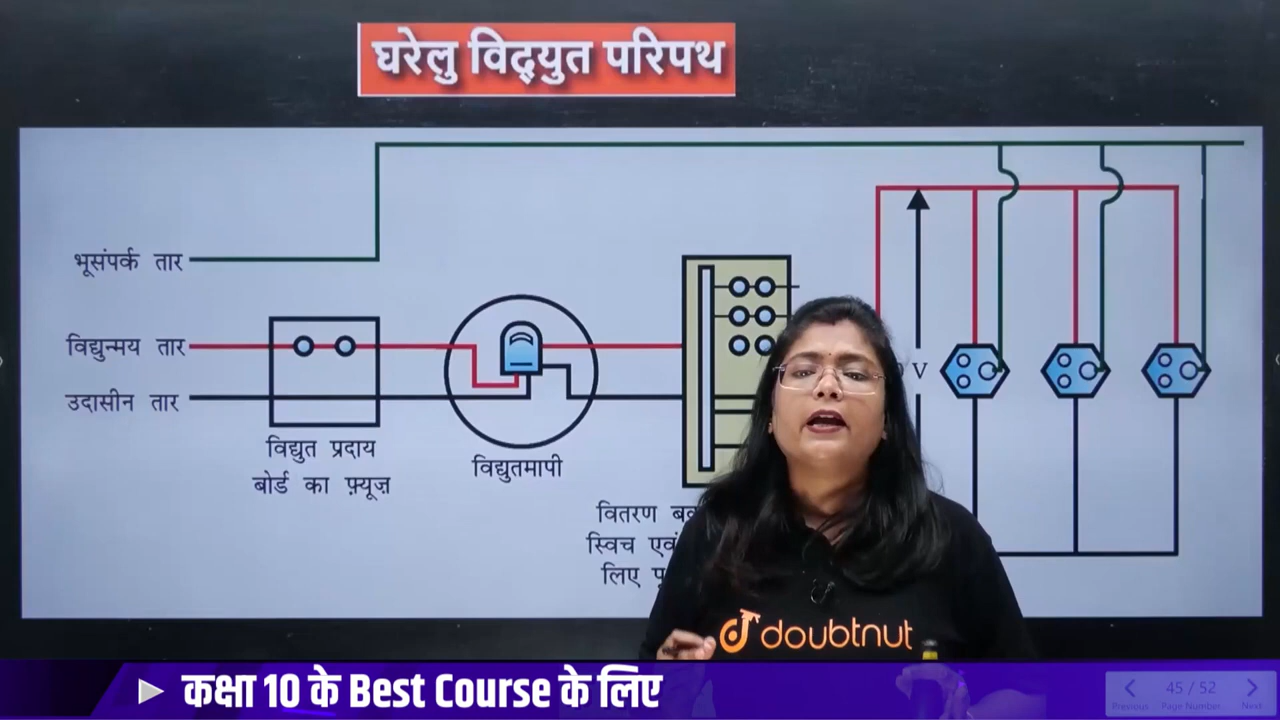 घरेलु विद्युत परिपथ
भूसंपर्क तार
विद्युन्मय तार
उदासीन तार
विद्युत प्रदाय
बोर्ड का फ़्यूज़
विद्युतमापी
वितरण
स्विच
लिए
V
doubtnut
कक्षा 10 के Best Course के लिए
45 / 52
Previous Page Number Next